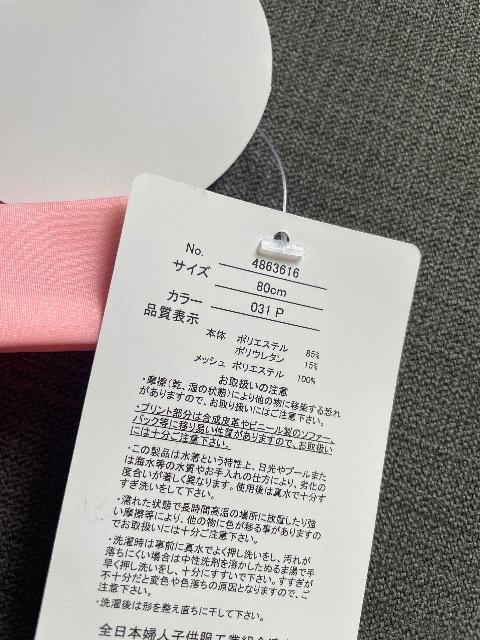 No. 4863616
サイズ 80cm
カラー 031 P
品質表示
本体 ポリエステル 85%
ポリウレタン 15%
メッシュ ポリエステル 100%
お取扱いの注意
・摩擦(乾、湿の状態)により他の物に移染する恐れ
がありますので、お取り扱いにはご注意下さい。
・プリント部分は合成皮革やビニール製のソファー、
バック等に移り易い性質がありますので、お取扱い
には十分ご注意下さい。
・この製品は水着という特性上、日光やプールまた
は海水等の水質やお手入れの仕方により、劣化の
度合いが著しく異なります。使用後は真水で十分す
すぎ洗いをして下さい。
・濡れた状態で長時間高温の場所に放置したり強
い摩擦等により、他の物に色が移る事がありますの
でお取扱いには十分ご注意下さい。
・洗濯時は事前に真水でよく押し洗いをし、汚れが
落ちにくい場合は中性洗剤を溶かしたぬるま湯で手
早く押し洗いをし、十分にすすいで下さい。すすぎが
不十分だと変色や色落ちの原因となりますので、ご
注意下さい。
・洗濯後は形を整え直ちに干して下さい。
全日本婦人子供服工業組合連